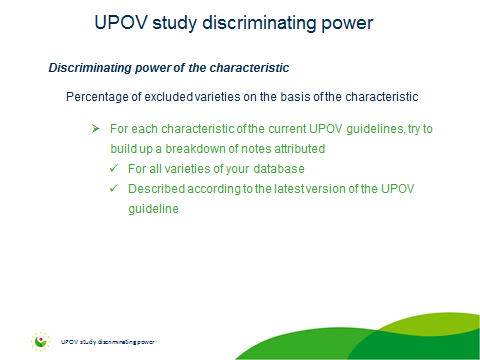 UPOV study discriminating power
Discriminating power of the characteristic
Percentage of excluded varieties on the basis of the characteristic
➢ For each characteristic of the current UPOV guidelines, try to
build up a breakdown of notes attributed
✓ For all varieties of your database
✓ Described according to the latest version of the UPOV
guideline
UPOV study discriminating power